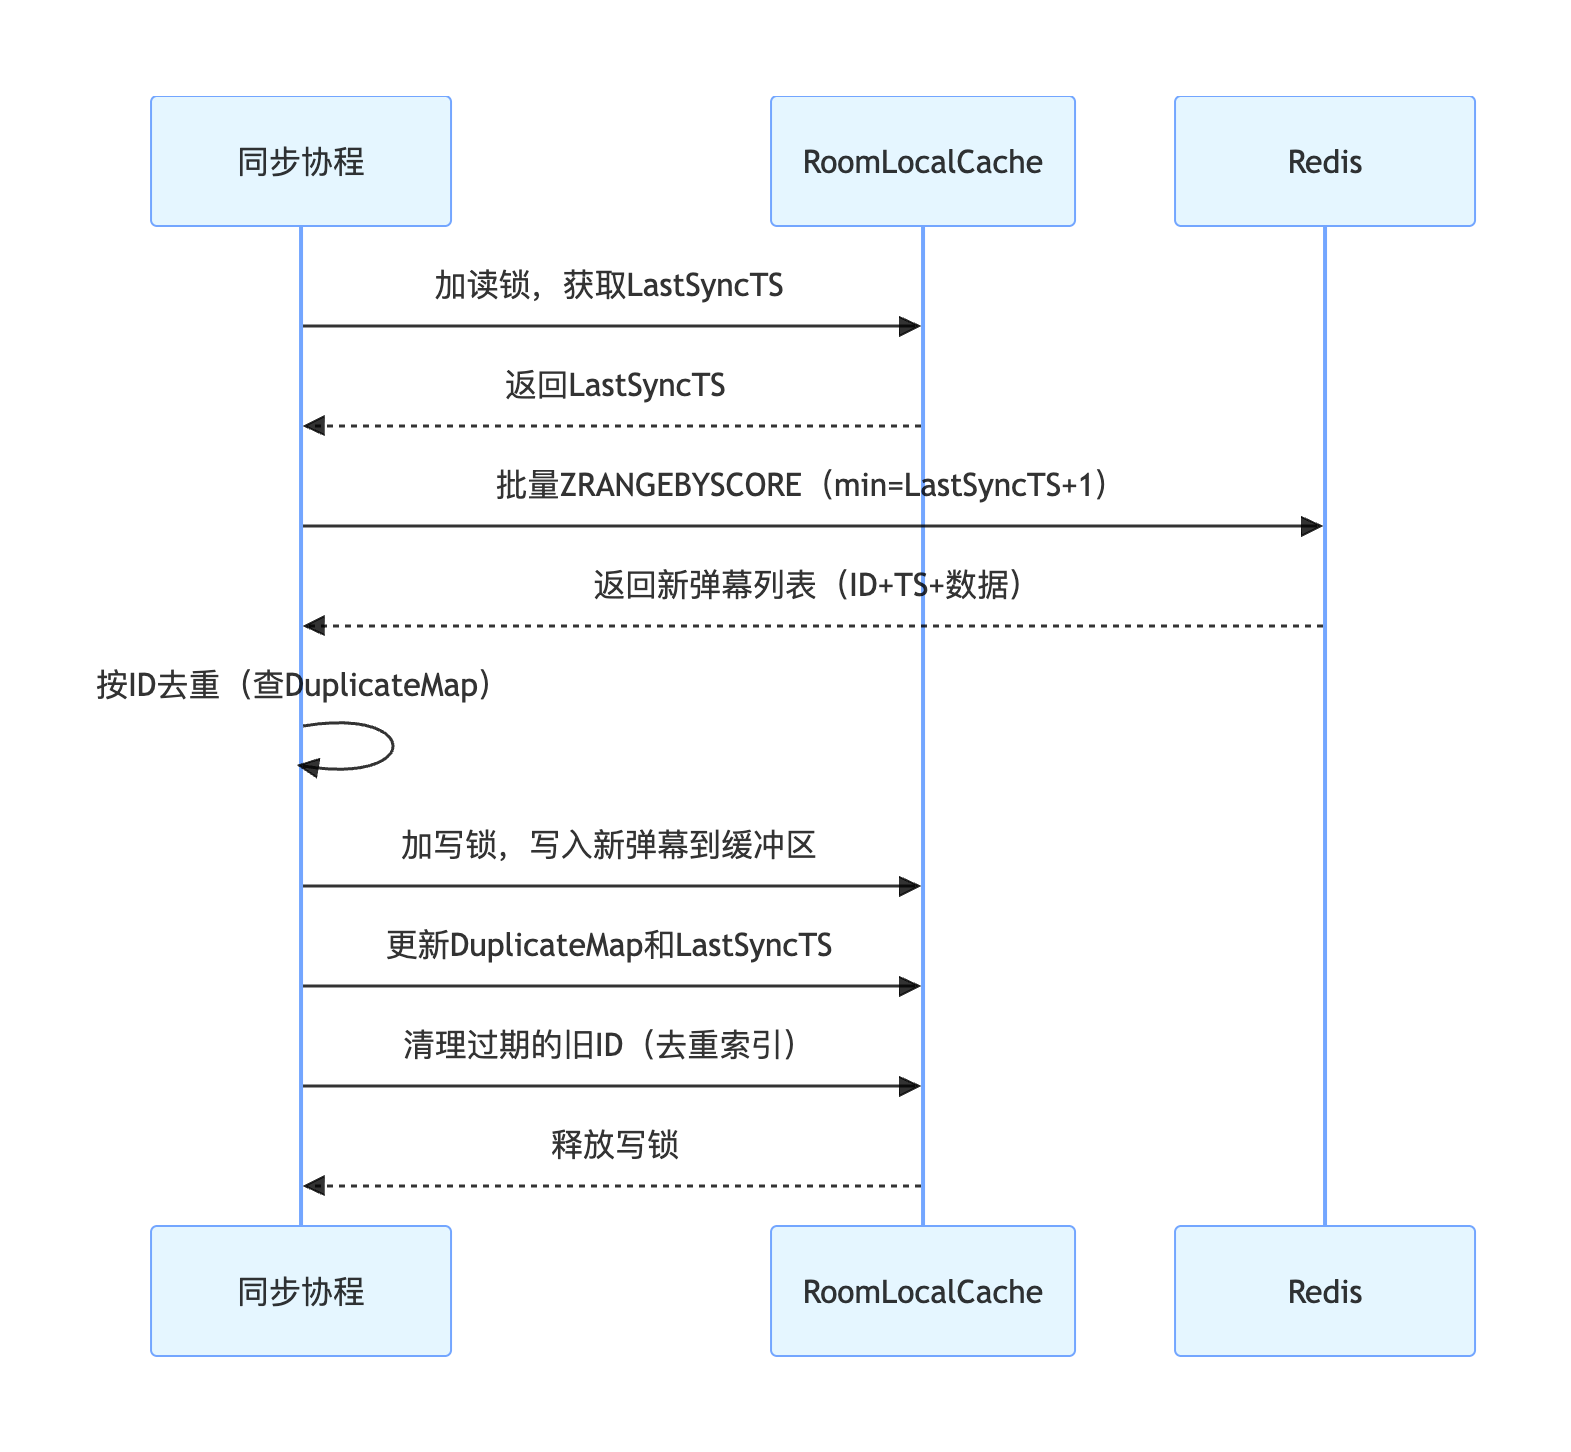 同步协程
RoomLocalCache
Redis
加读锁，获取LastSyncTS
返回LastSyncTS
批量ZRANGEBYSCORE（min=LastSyncTS+1）
返回新弹幕列表（ID+TS+数据）
按ID去重（查DuplicateMap）
加写锁，写入新弹幕到缓冲区
更新DuplicateMap和LastSyncTS
清理过期的旧ID（去重索引）
释放写锁
同步协程
RoomLocalCache
Redis